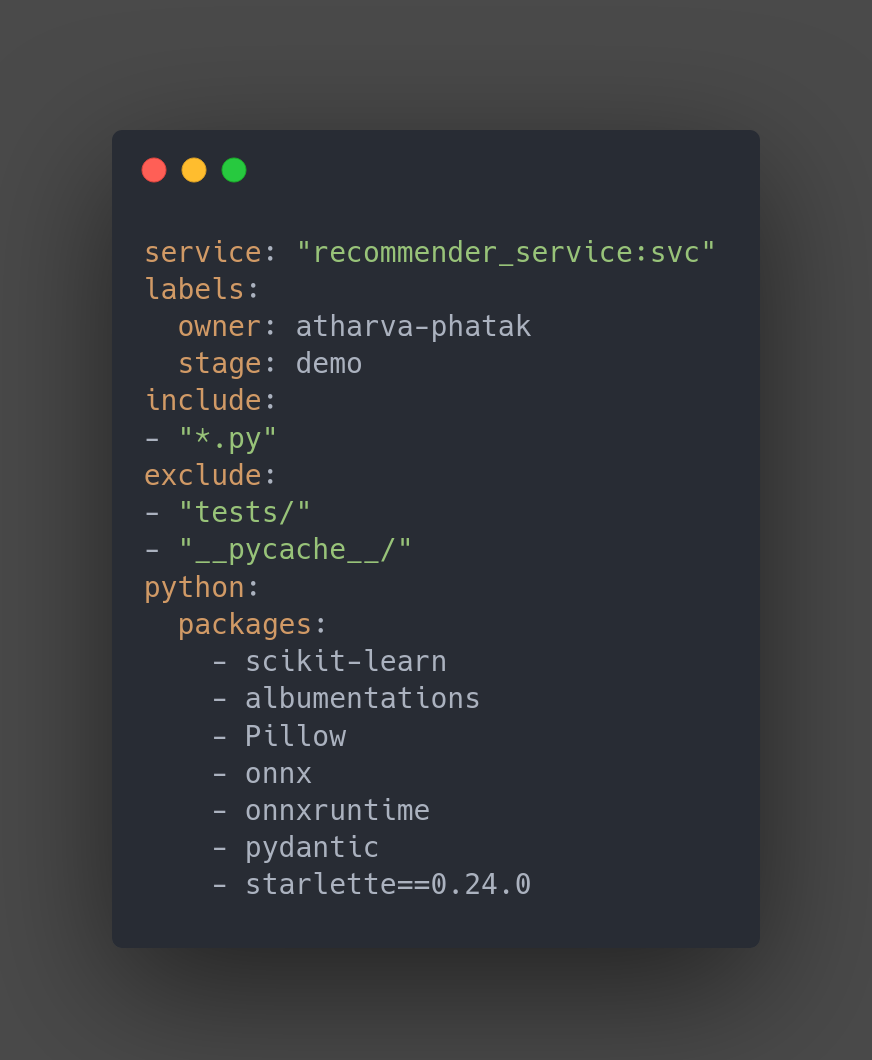 service: "recommender_service:svc"
labels:
  owner: atharva-phatak
  stage: demo
include:
- "*.py"
exclude:
- "tests/"
- "__pycache__/"
python:
  packages:
    - scikit-learn
    - albumentations
    - Pillow
    - onnx
    - onnxruntime
    - pydantic
    - starlette==0.24.0